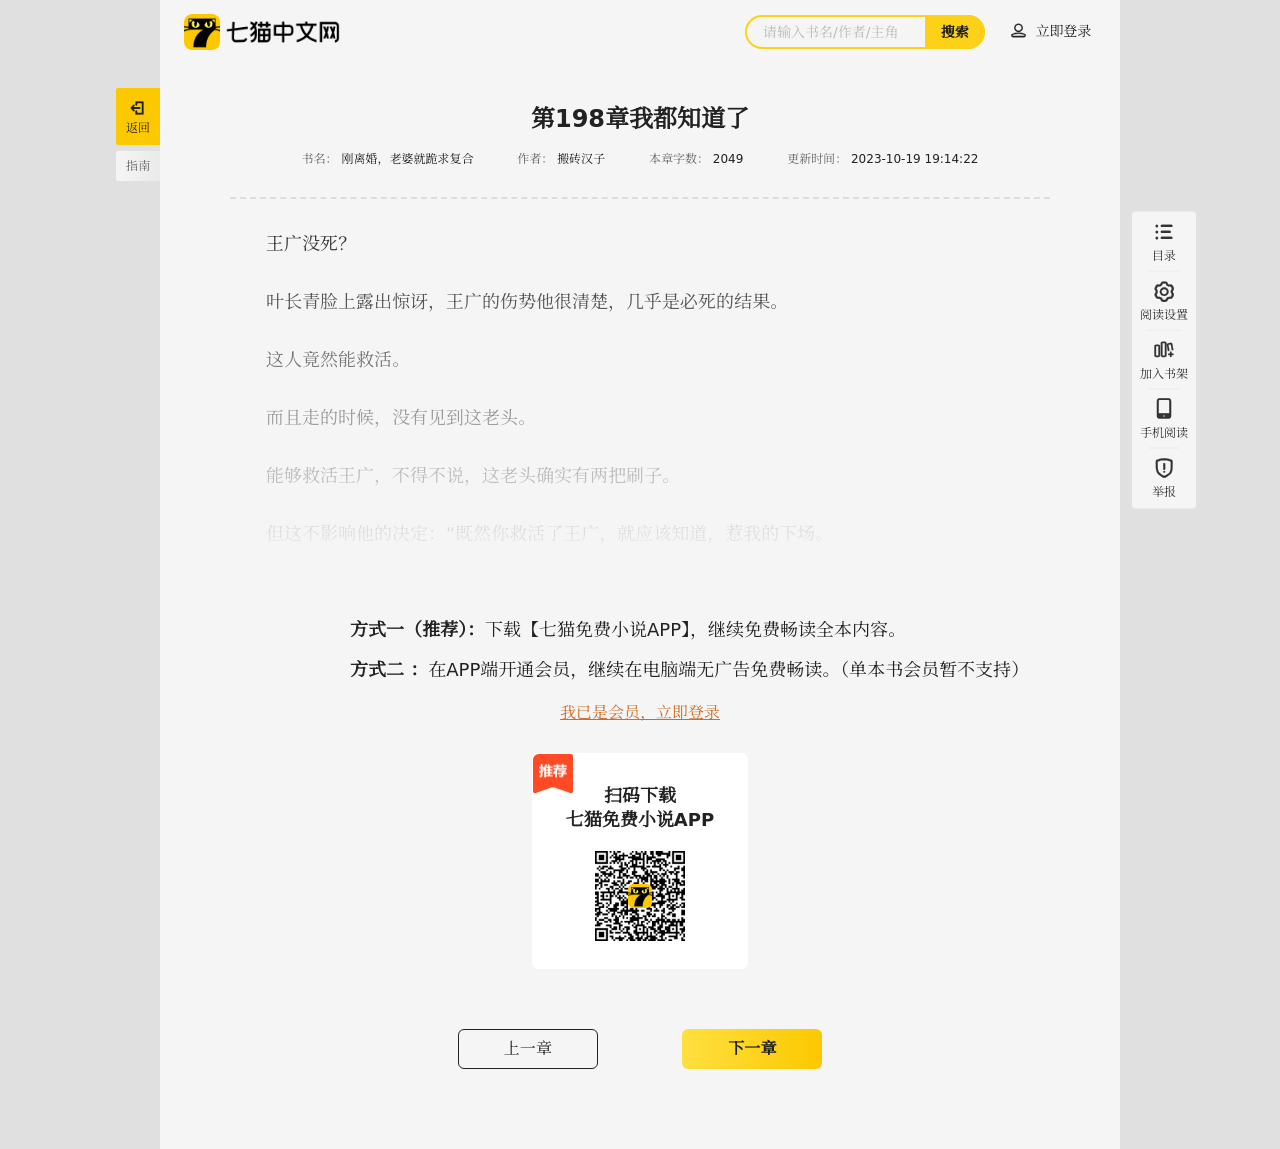 七猫中文网
请输入书名/作者/主角
搜索
立即登录
返回
指南
第198章我都知道了
书名： 刚离婚，老婆就跪求复合 作者： 搬砖汉子 本章字数： 2049 更新时间： 2023-10-19 19:14:22
王广没死？
叶长青脸上露出惊讶，王广的伤势他很清楚，几乎是必死的结果。
这人竟然能救活。
而且走的时候，没有见到这老头。
能够救活王广，不得不说，这老头确实有两把刷子。
但这不影响他的决定：“既然你救活了王广，就应该知道，惹我的下场。
目录
阅读设置
加入书架
手机阅读
举报
方式一（推荐）：下载【七猫免费小说APP】，继续免费畅读全本内容。
方式二 ：在APP端开通会员，继续在电脑端无广告免费畅读。（单本书会员暂不支持）
我已是会员，立即登录
推荐
扫码下载
七猫免费小说APP
上一章
下一章